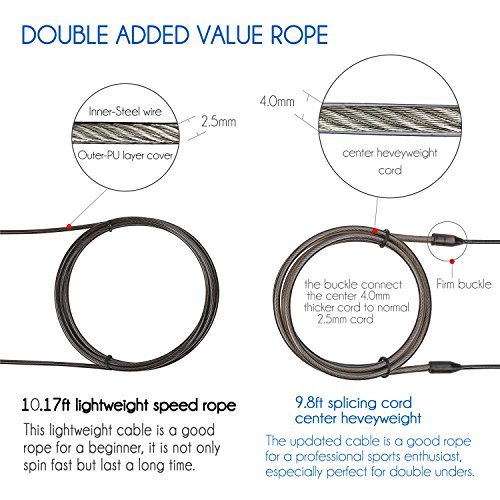 DOUBLE ADDED VALUE ROPE
Inner-Steel wire
2.5mm
Outer-PU layer cover
4.0mm
center heveyweight
cord
the buckle connect
the center 4.0mm
thicker cord to normal
2.5mm cord
Firm buckle
10.17ft lightweight speed rope
This lightweight cable is a good
rope for a beginner, it is not only
spin fast but last a long time.
9.8ft splicing cord
center heveyweight
The updated cable is a good rope
for a professional sports enthusiast,
especially perfect for double unders.